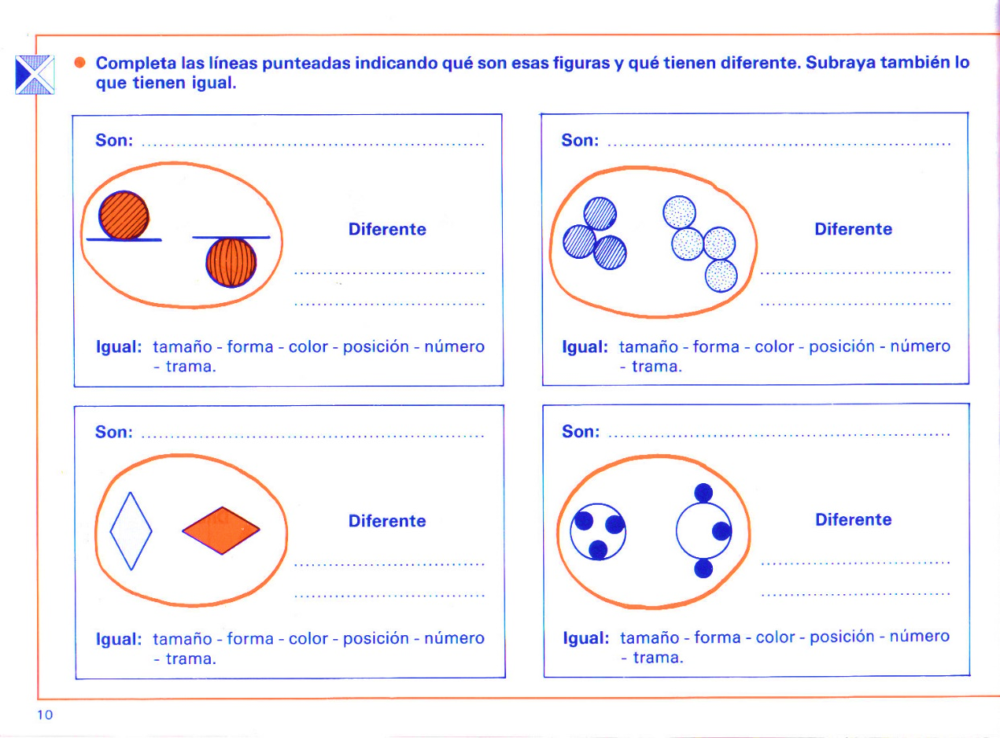 Completa las líneas punteadas indicando qué son esas figuras y qué tienen diferente. Subraya también lo
que tienen igual.
Son: ............................................................
Diferente
.................................
.................................
Igual: tamaño - forma - color - posición - número
- trama.
Son: ............................................................
Diferente
.................................
.................................
Igual: tamaño - forma - color - posición - número
- trama.
Son: ............................................................
Diferente
.................................
.................................
Igual: tamaño - forma - color - posición - número
- trama.
Son: ............................................................
Diferente
.................................
.................................
Igual: tamaño - forma - color - posición - número
- trama.
10